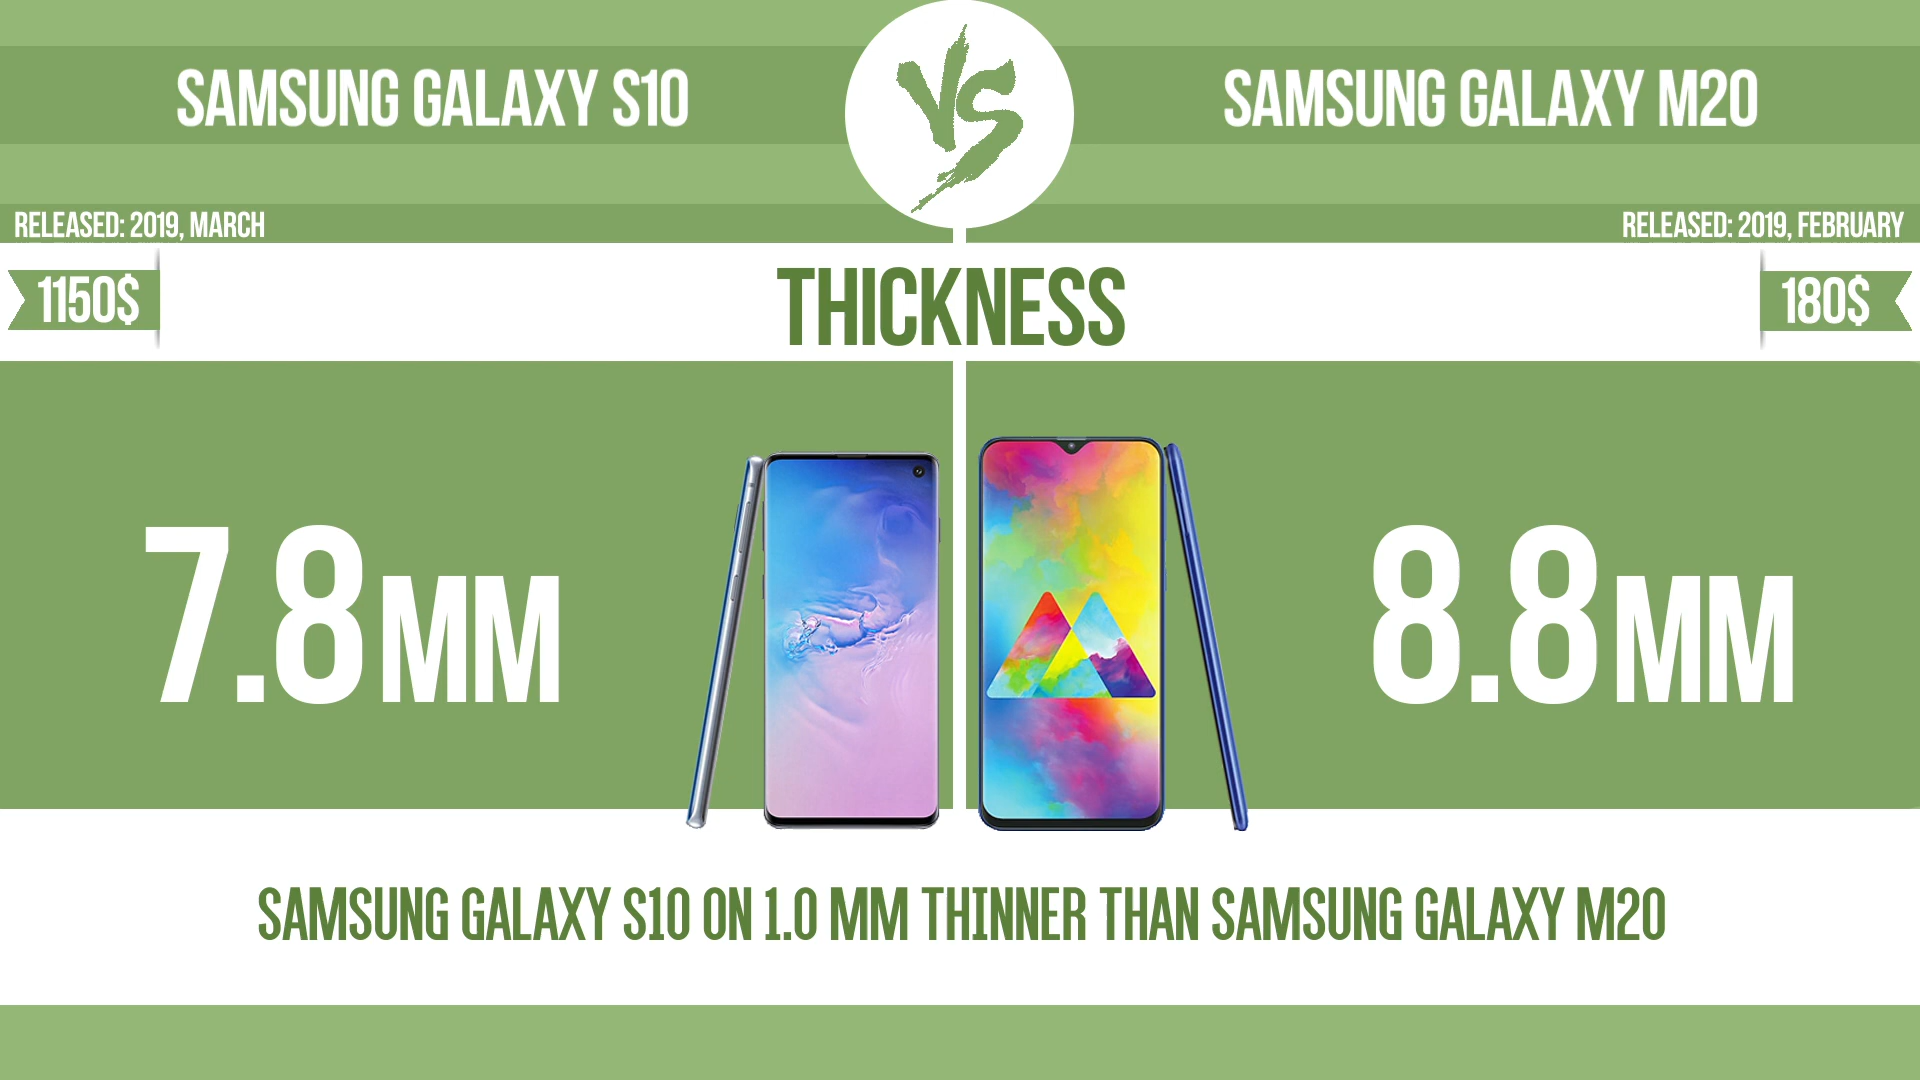 SAMSUNG GALAXY S10
VS
SAMSUNG GALAXY M20
RELEASED: 2019, MARCH
RELEASED: 2019, FEBRUARY
1150$
THICKNESS
180$
7.8MM
8.8MM
SAMSUNG GALAXY S10 ON 1.0 MM THINNER THAN SAMSUNG GALAXY M20